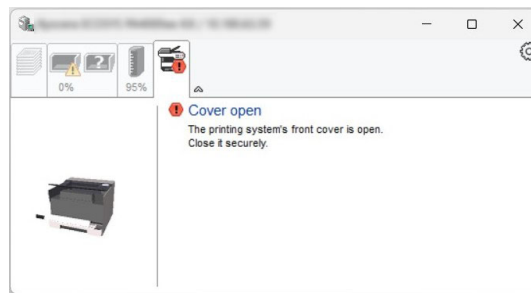 0%
95%
Cover open
The printing system's front cover is open.
Close it securely.